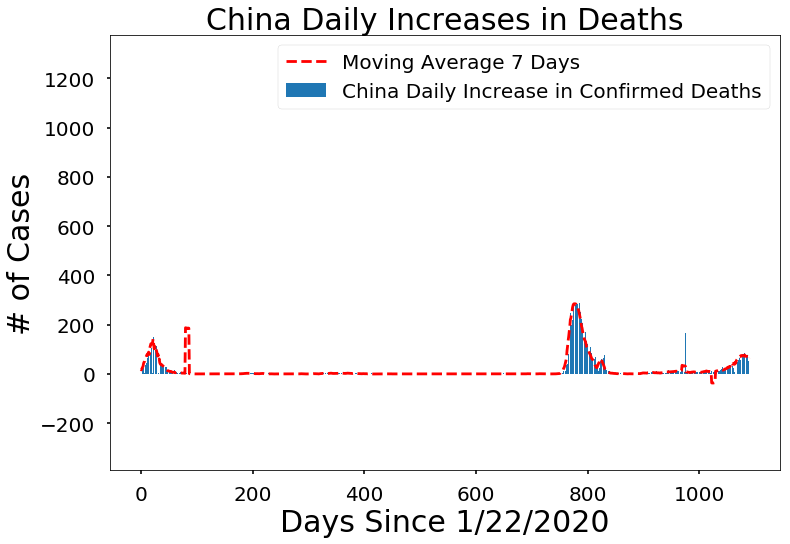 China Daily Increases in Deaths
Moving Average 7 Days
China Daily Increase in Confirmed Deaths
# of Cases
1200
1000
800
600
400
200
0
−200
0 200 400 600 800 1000
Days Since 1/22/2020